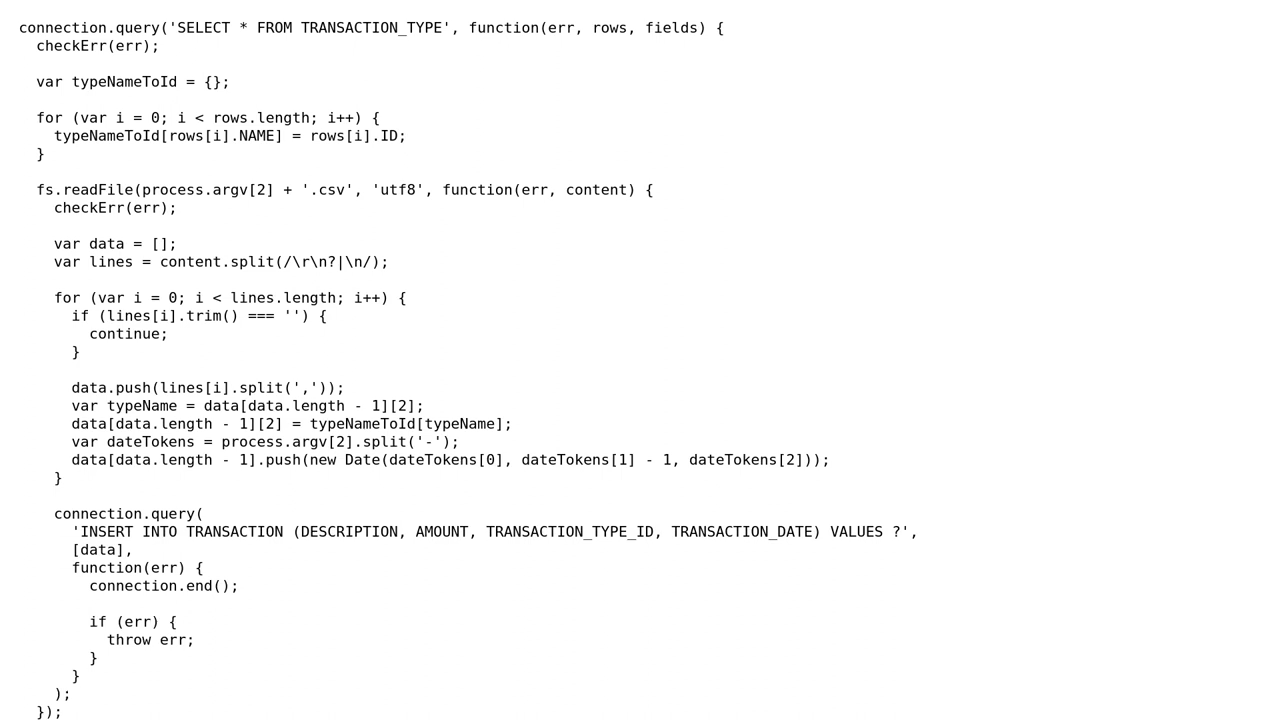 connection.query('SELECT * FROM TRANSACTION_TYPE', function(err, rows, fields) {
  checkErr(err);

  var typeNameToId = {};

  for (var i = 0; i < rows.length; i++) {
    typeNameToId[rows[i].NAME] = rows[i].ID;
  }

  fs.readFile(process.argv[2] + '.csv', 'utf8', function(err, content) {
    checkErr(err);

    var data = [];
    var lines = content.split(/\r\n?|\n/);

    for (var i = 0; i < lines.length; i++) {
      if (lines[i].trim() === '') {
        continue;
      }

      data.push(lines[i].split(','));
      var typeName = data[data.length - 1][2];
      data[data.length - 1][2] = typeNameToId[typeName];
      var dateTokens = process.argv[2].split('-');
      data[data.length - 1].push(new Date(dateTokens[0], dateTokens[1] - 1, dateTokens[2]));
    }

    connection.query(
      'INSERT INTO TRANSACTION (DESCRIPTION, AMOUNT, TRANSACTION_TYPE_ID, TRANSACTION_DATE) VALUES ?',
      [data],
      function(err) {
        connection.end();

        if (err) {
          throw err;
        }
      }
    );
  });